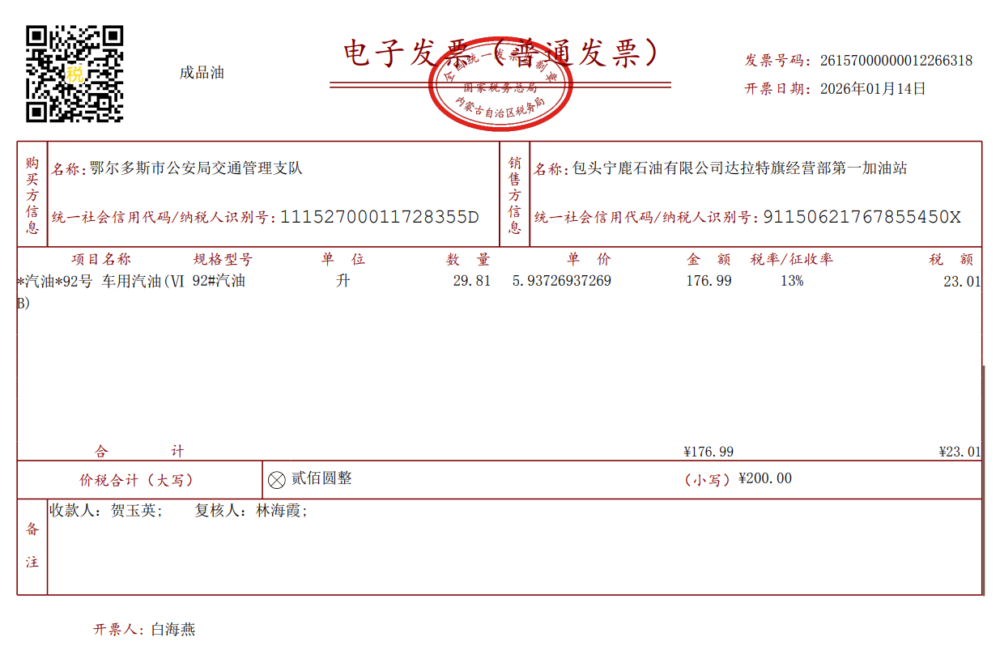 电子发票（普通发票）
成品油
税
全国统一发票监制章
国家税务总局
内蒙古自治区税务局
发票号码：26157000000012266318
开票日期：2026年01月14日
购买方信息
名称:鄂尔多斯市公安局交通管理支队
统一社会信用代码/纳税人识别号:11152700011728355D
销售方信息
名称:包头宁鹿石油有限公司达拉特旗经营部第一加油站
统一社会信用代码/纳税人识别号:91150621767855450X
项目名称 规格型号 单 位 数 量 单 价 金 额 税率/征收率 税 额
*汽油*92号 车用汽油(VI 92#汽油 升 29.81 5.93726937269 176.99 13% 23.01
B)
合 计 ¥176.99 ¥23.01
价税合计（大写） 贰佰圆整 （小写）¥200.00
备注
收款人: 贺玉英; 复核人: 林海霞;
开票人: 白海燕